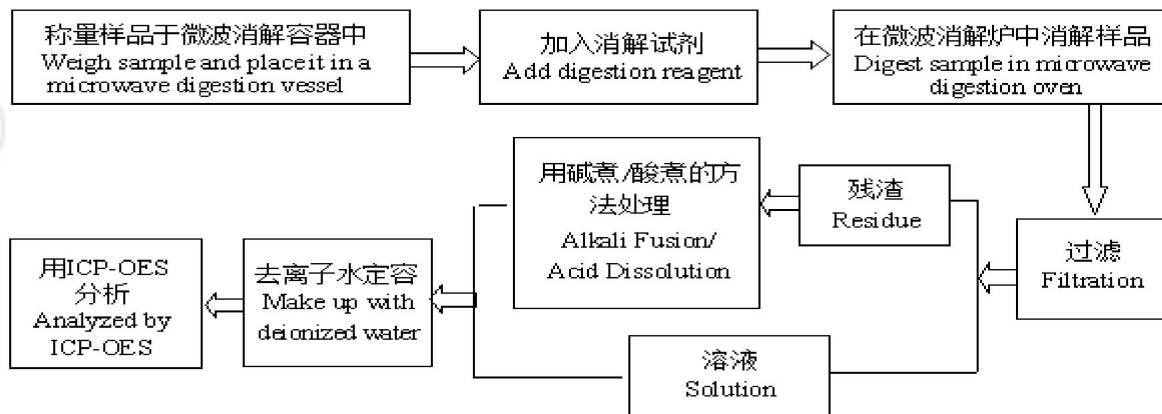 称量样品于微波消解容器中
Weigh sample and place it in a
microwave digestion vessel
加入消解试剂
Add digestion reagent
在微波消解炉中消解样品
Digest sample in microwave
digestion oven
用碱煮/酸煮的方
法处理
Alkali Fusion/
Acid Dissolution
残渣
Residue
过滤
Filtration
用ICP-OES
分析
Analyzed by
ICP-OES
去离子水定容
Make up with
deionized water
溶液
Solution